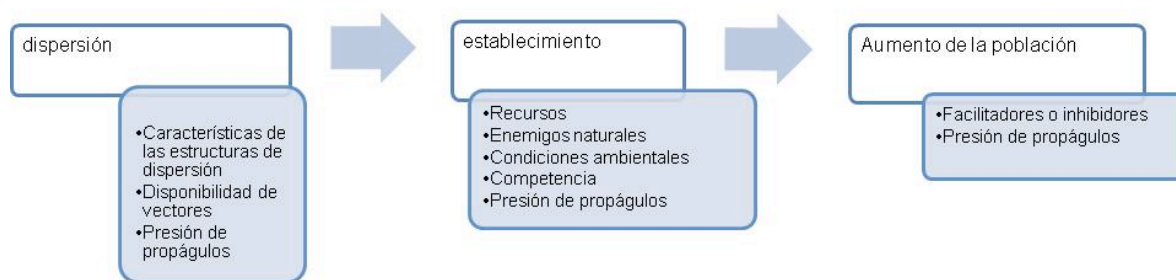 dispersión
•Características de
las estructuras de
dispersión
•Disponibilidad de
vectores
•Presión de
propágulos
establecimiento
•Recursos
•Enemigos naturales
•Condiciones ambientales
•Competencia
•Presión de propágulos
Aumento de la población
•Facilitadores o inhibidores
•Presión de propágulos